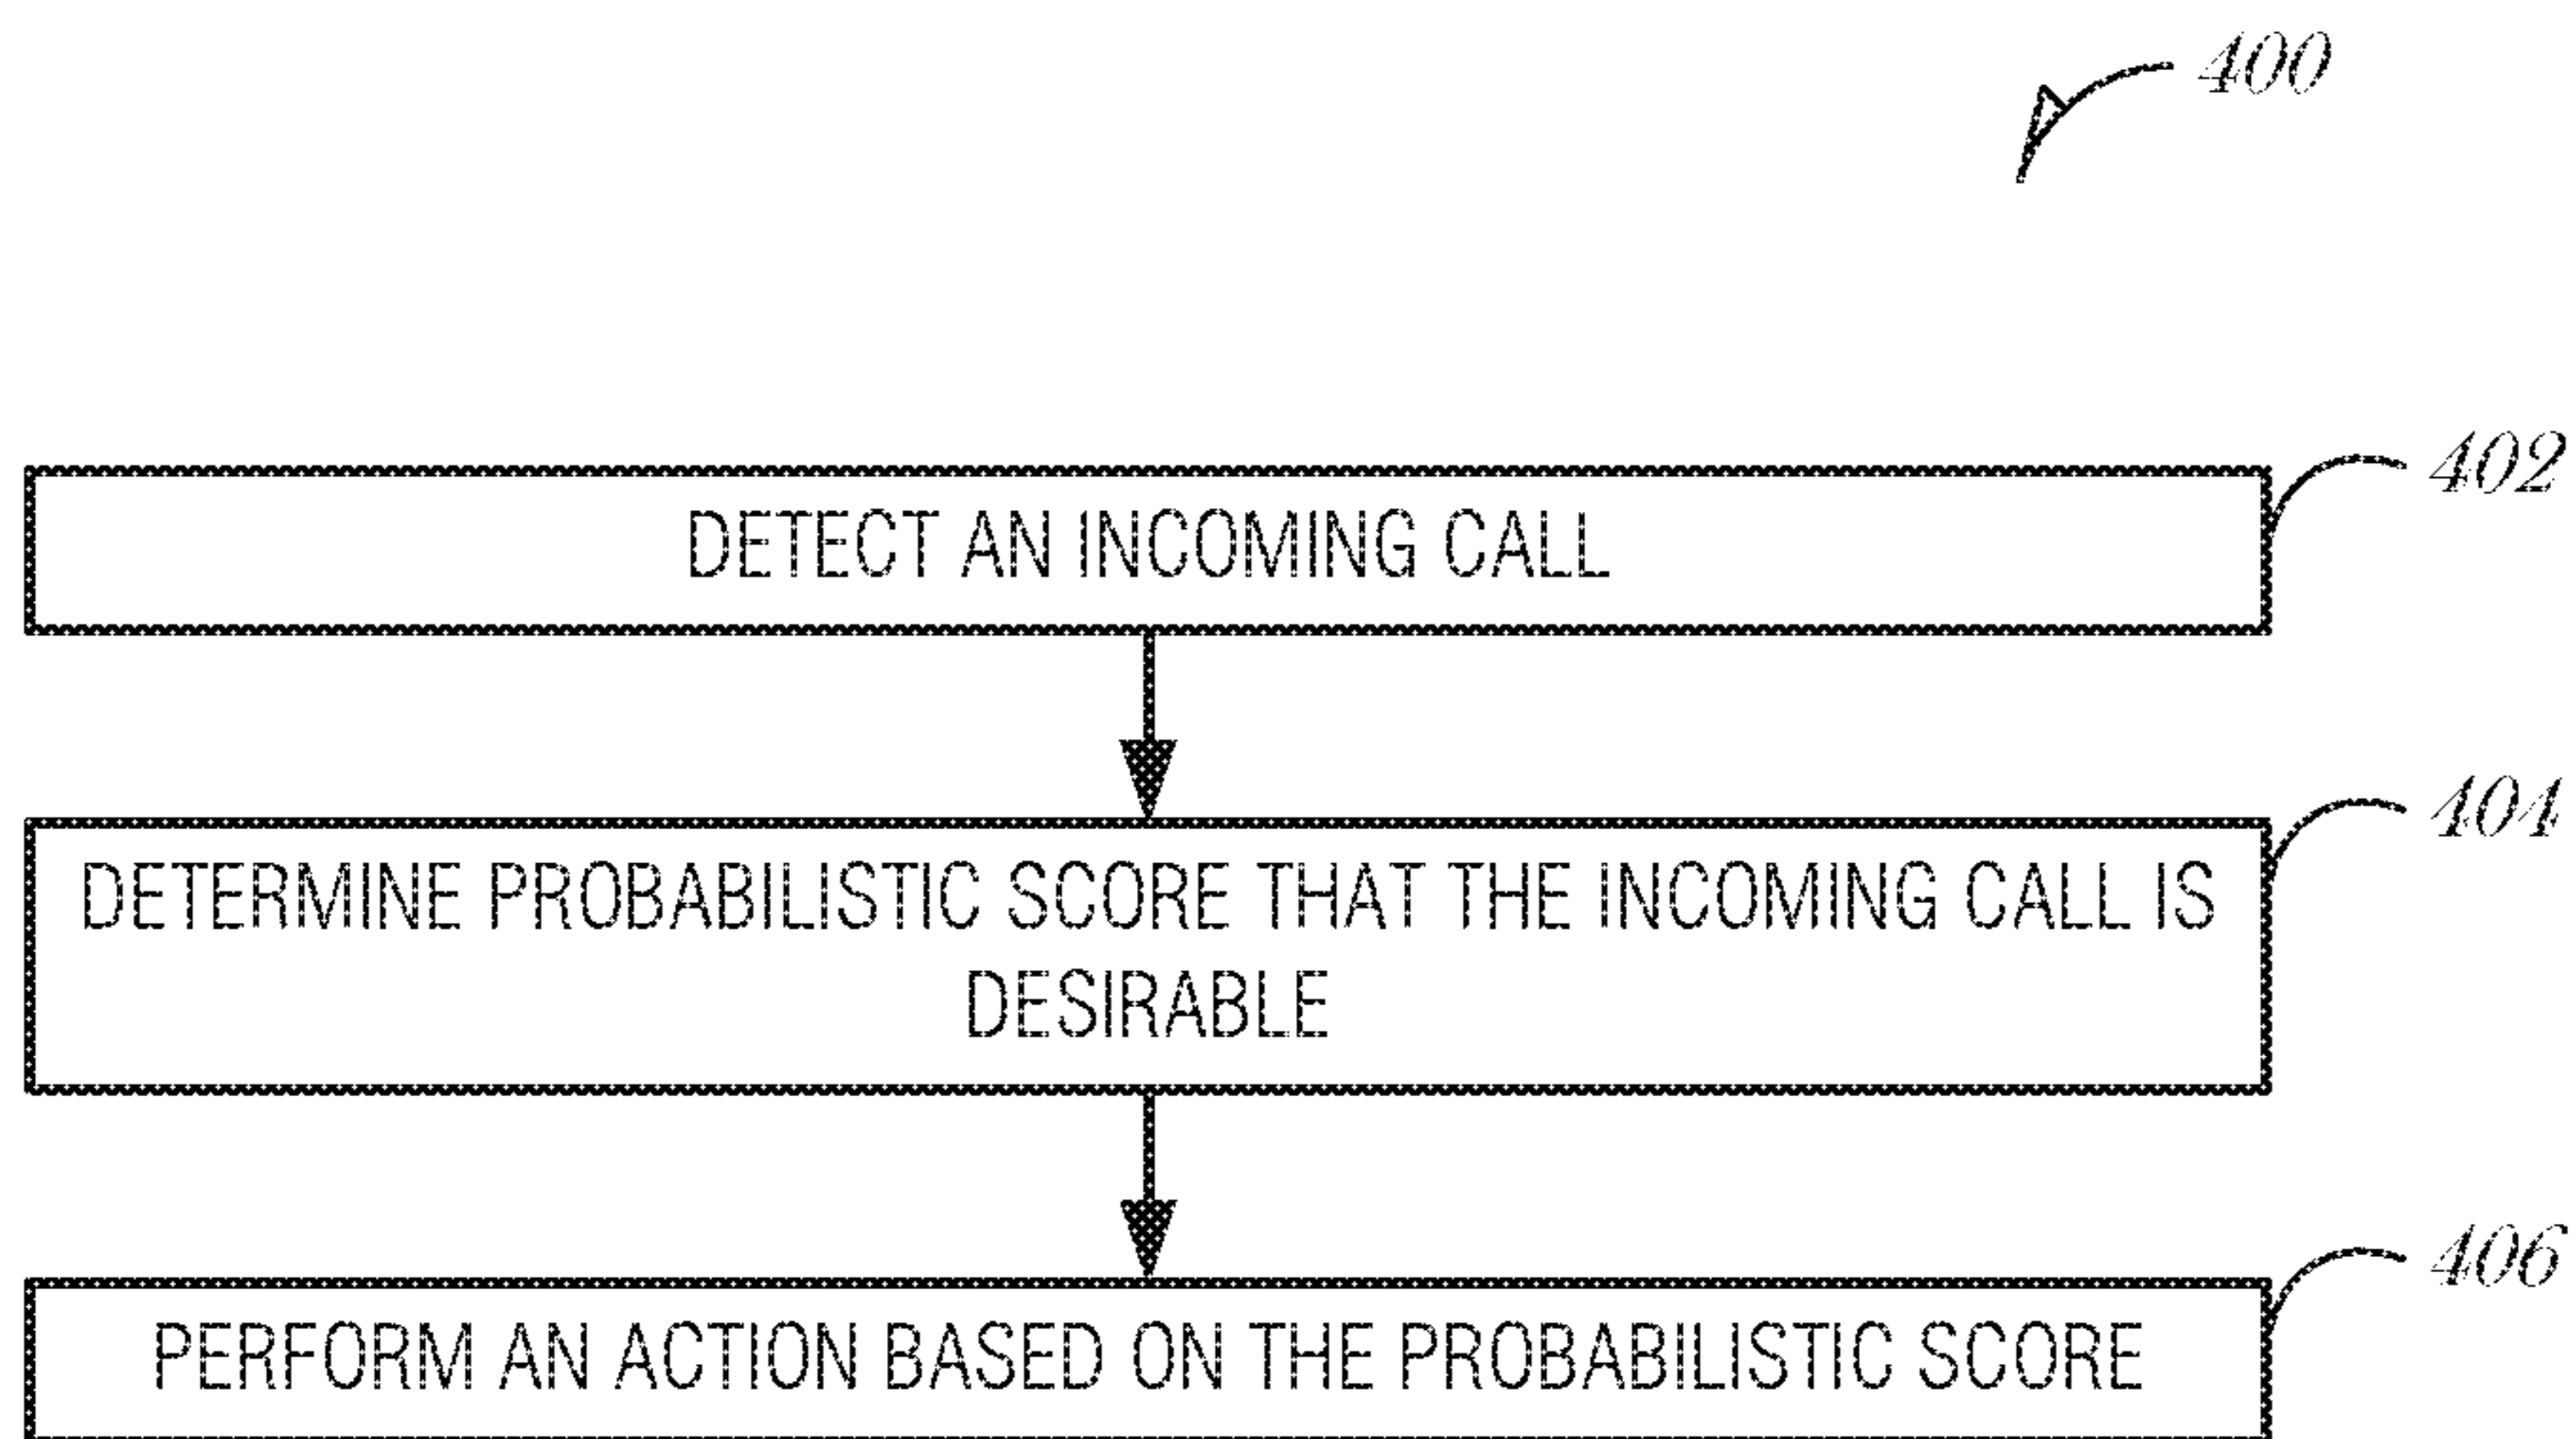 400
DETECT AN INCOMING CALL
402
DETERMINE PROBABILISTIC SCORE THAT THE INCOMING CALL IS
DESIRABLE
404
PERFORM AN ACTION BASED ON THE PROBABILISTIC SCORE
406